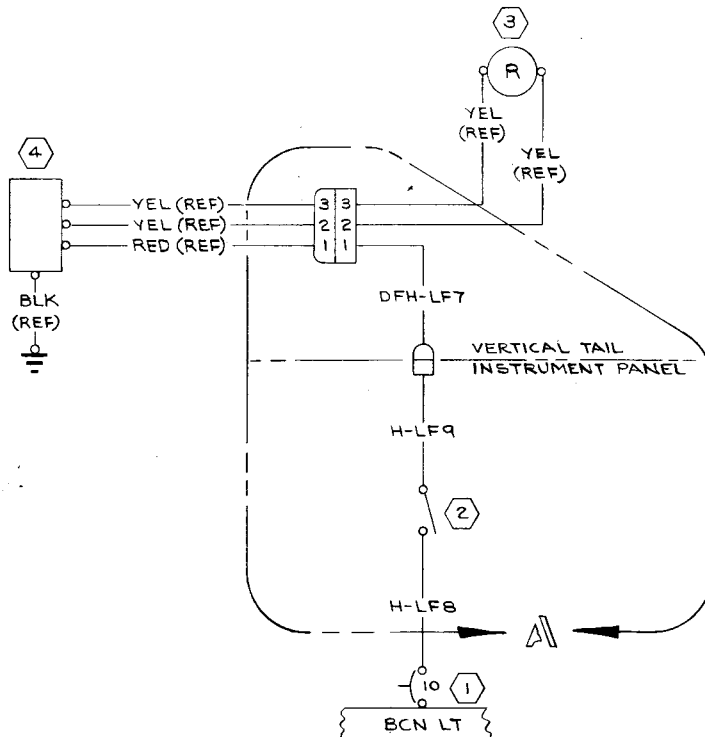 3
R
YEL
(REF)
YEL
(REF)
4
YEL (REF)
YEL (REF)
RED (REF)
3 3
2 2
1 1
BLK
(REF)
DFH-LF7
VERTICAL TAIL
INSTRUMENT PANEL
H-LF9
2
H-LF8
A
10
1
BCN LT